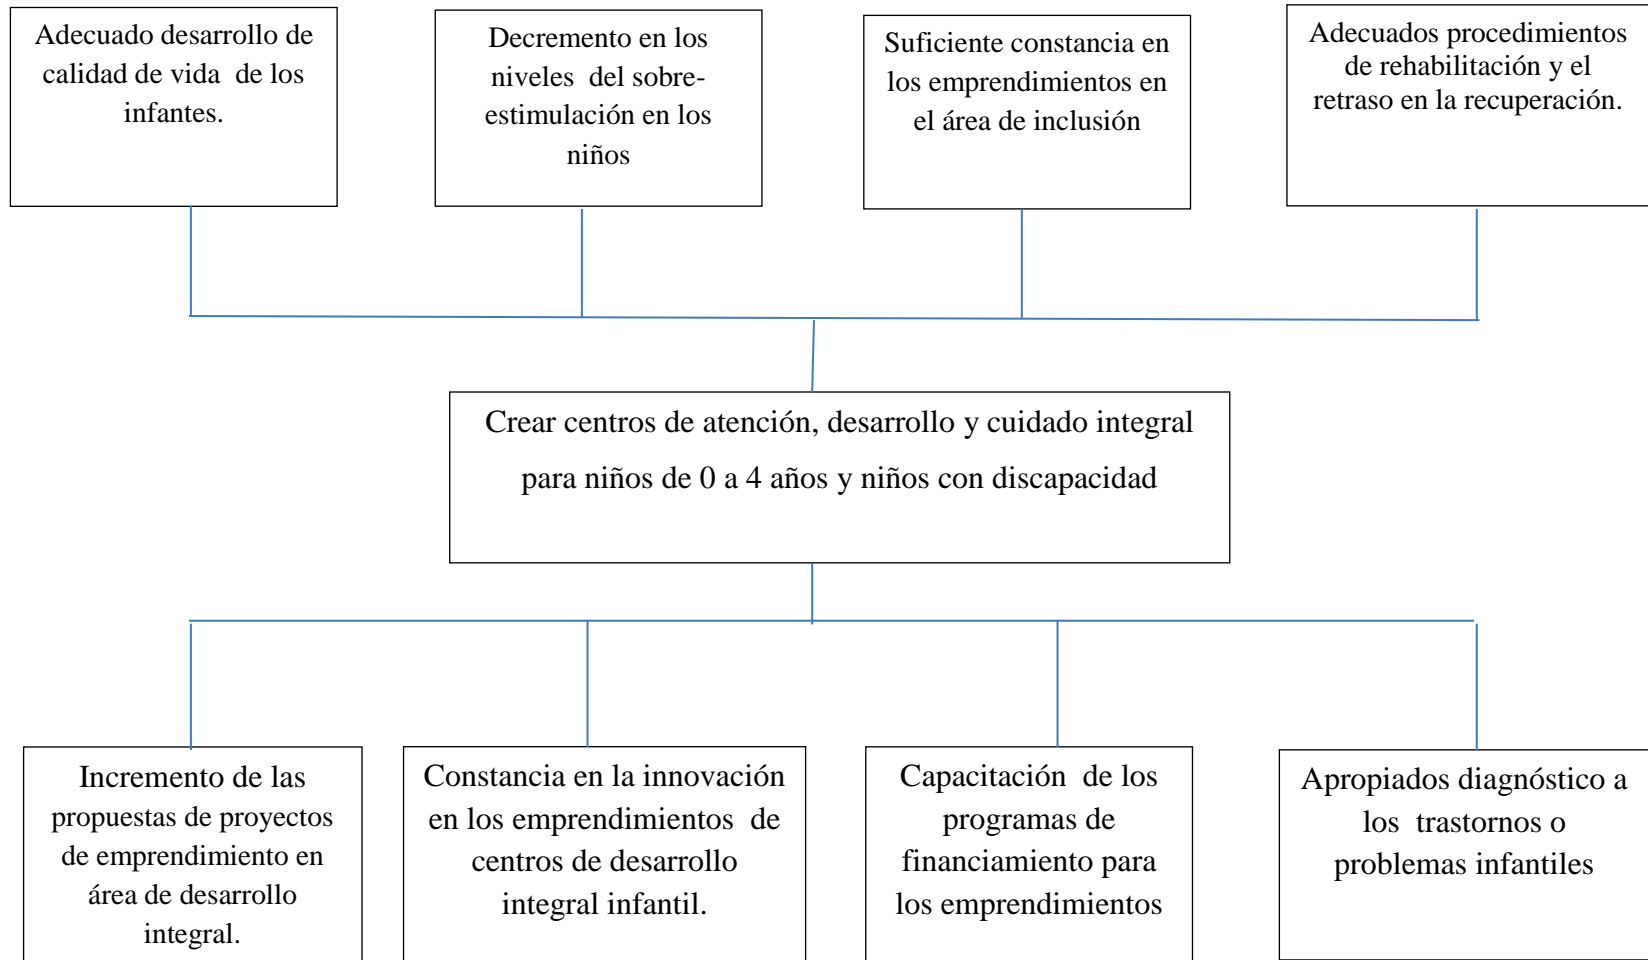 Adecuado desarrollo de
calidad de vida de los
infantes.
Decremento en los
niveles del sobre-
estimulación en los
niños
Suficiente constancia en
los emprendimientos en
el área de inclusión
Adecuados procedimientos
de rehabilitación y el
retraso en la recuperación.
Crear centros de atención, desarrollo y cuidado integral
para niños de 0 a 4 años y niños con discapacidad
Incremento de las
propuestas de proyectos
de emprendimiento en
área de desarrollo
integral.
Constancia en la innovación
en los emprendimientos de
centros de desarrollo
integral infantil.
Capacitación de los
programas de
financiamiento para
los emprendimientos
Apropiados diagnóstico a
los trastornos o
problemas infantiles